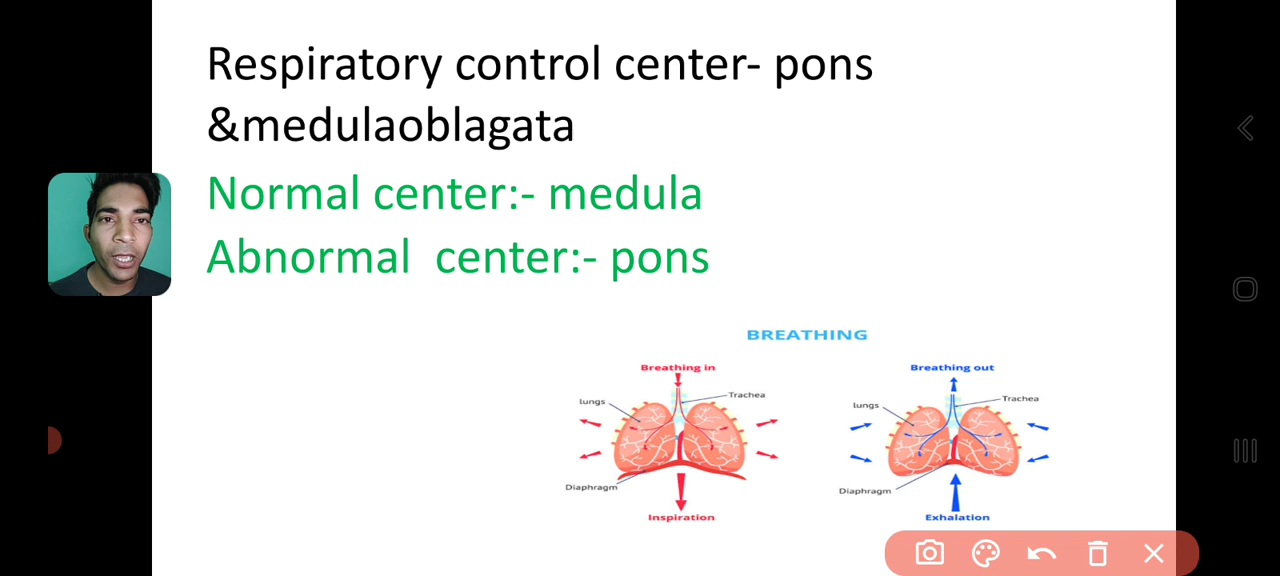 Respiratory control center- pons
&medulaoblagata
Normal center:- medula
Abnormal center:- pons
BREATHING
Breathing in
Trachea
lungs
Diaphragm
Inspiration
Breathing out
Trachea
lungs
Diaphragm
Exhalation